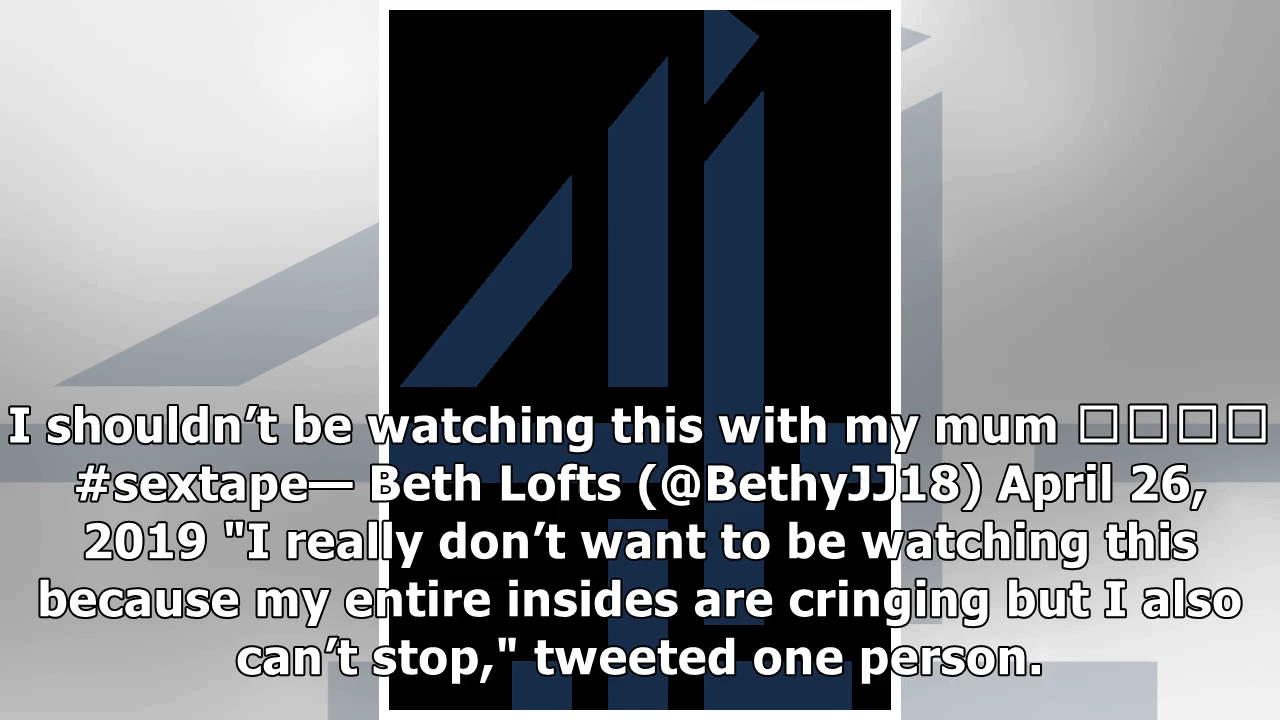 I shouldn’t be watching this with my mum □□□□
#sextape— Beth Lofts (@BethyJJ18) April 26,
2019 "I really don’t want to be watching this
because my entire insides are cringing but I also
can’t stop," tweeted one person.